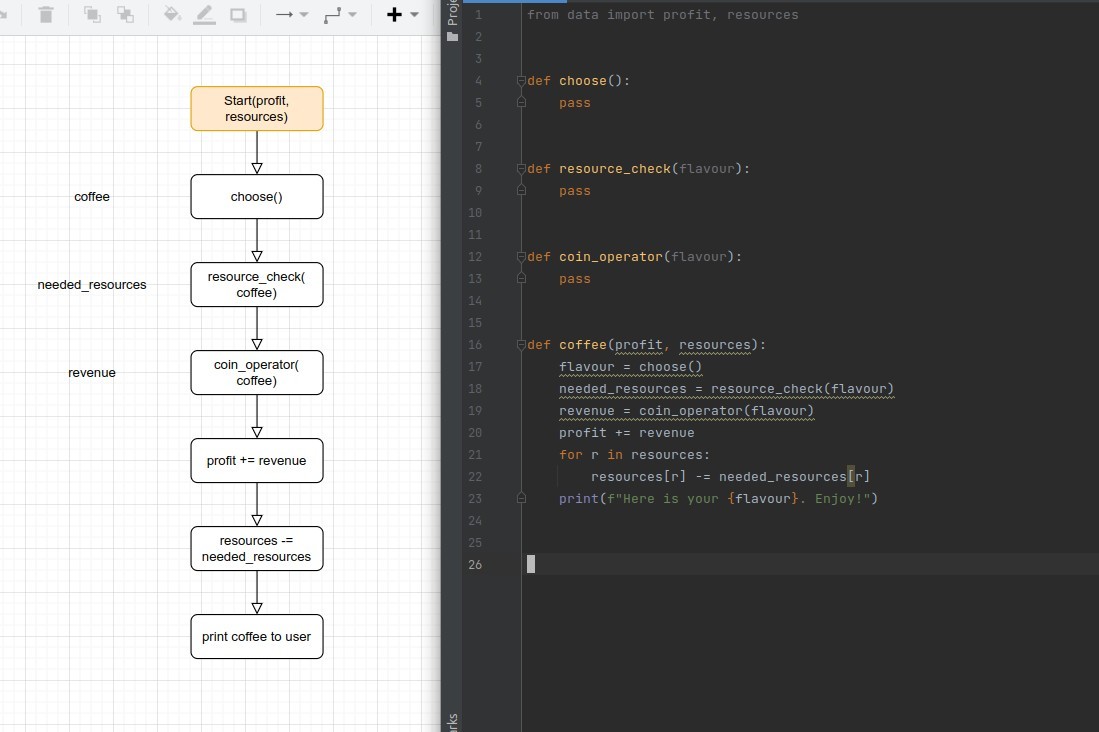 Start(profit,
resources)
coffee
choose()
needed_resources
resource_check(
coffee)
revenue
coin_operator(
coffee)
profit += revenue
resources -=
needed_resources
print coffee to user
Proje
rks
1 from data import profit, resources
2
3
4 def choose():
5     pass
6
7
8 def resource_check(flavour):
9     pass
10
11
12 def coin_operator(flavour):
13     pass
14
15
16 def coffee(profit, resources):
17     flavour = choose()
18     needed_resources = resource_check(flavour)
19     revenue = coin_operator(flavour)
20     profit += revenue
21     for r in resources:
22         resources[r] -= needed_resources[r]
23     print(f"Here is your {flavour}. Enjoy!")
24
25
26